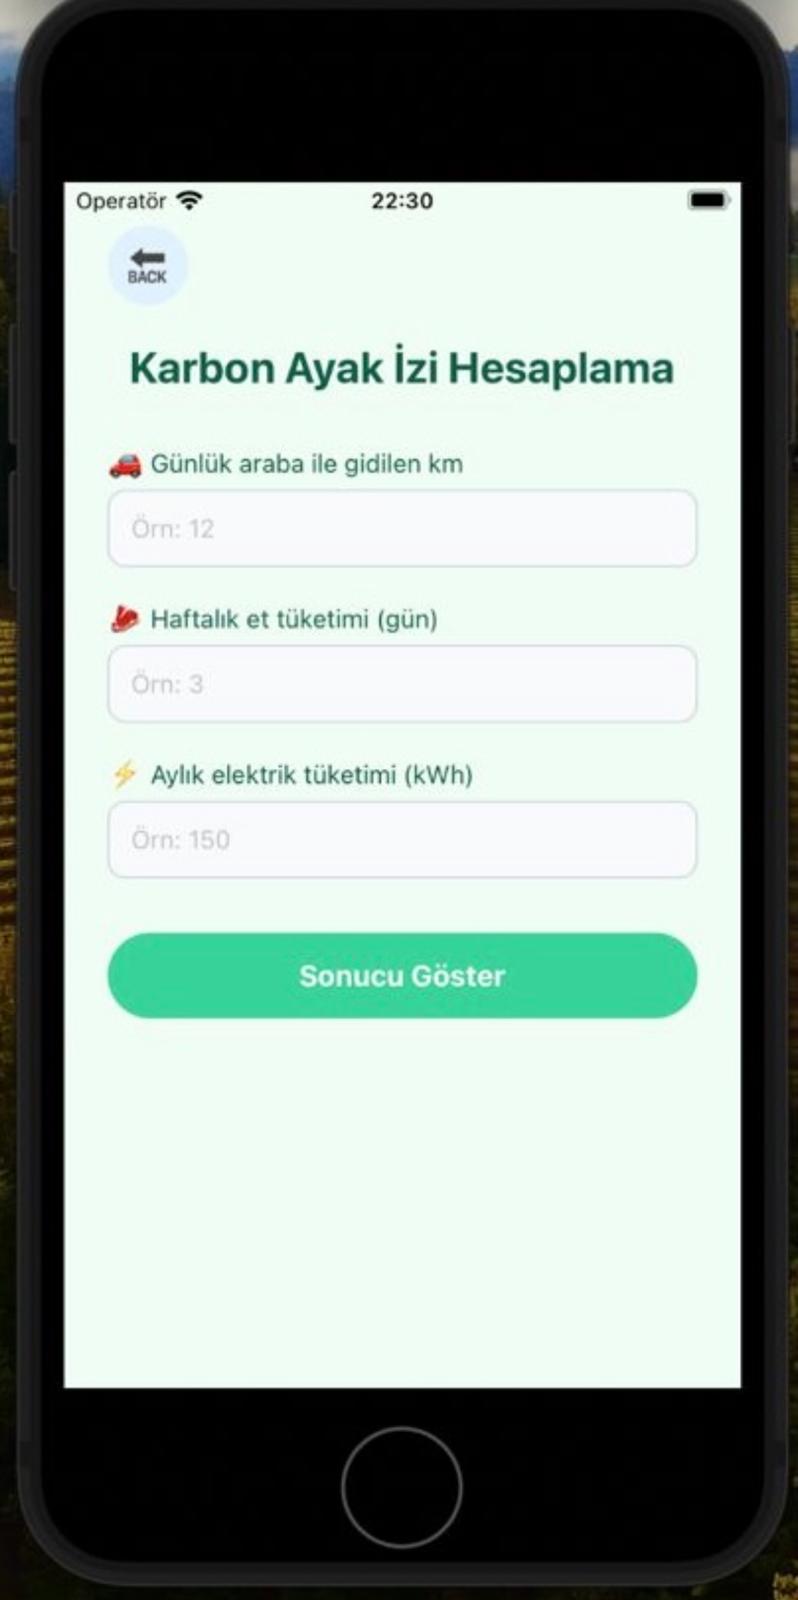 Operatör 22:30
BACK
Karbon Ayak İzi Hesaplama
Günlük araba ile gidilen km
Örn: 12
Haftalık et tüketimi (gün)
Örn: 3
Aylık elektrik tüketimi (kWh)
Örn: 150
Sonucu Göster